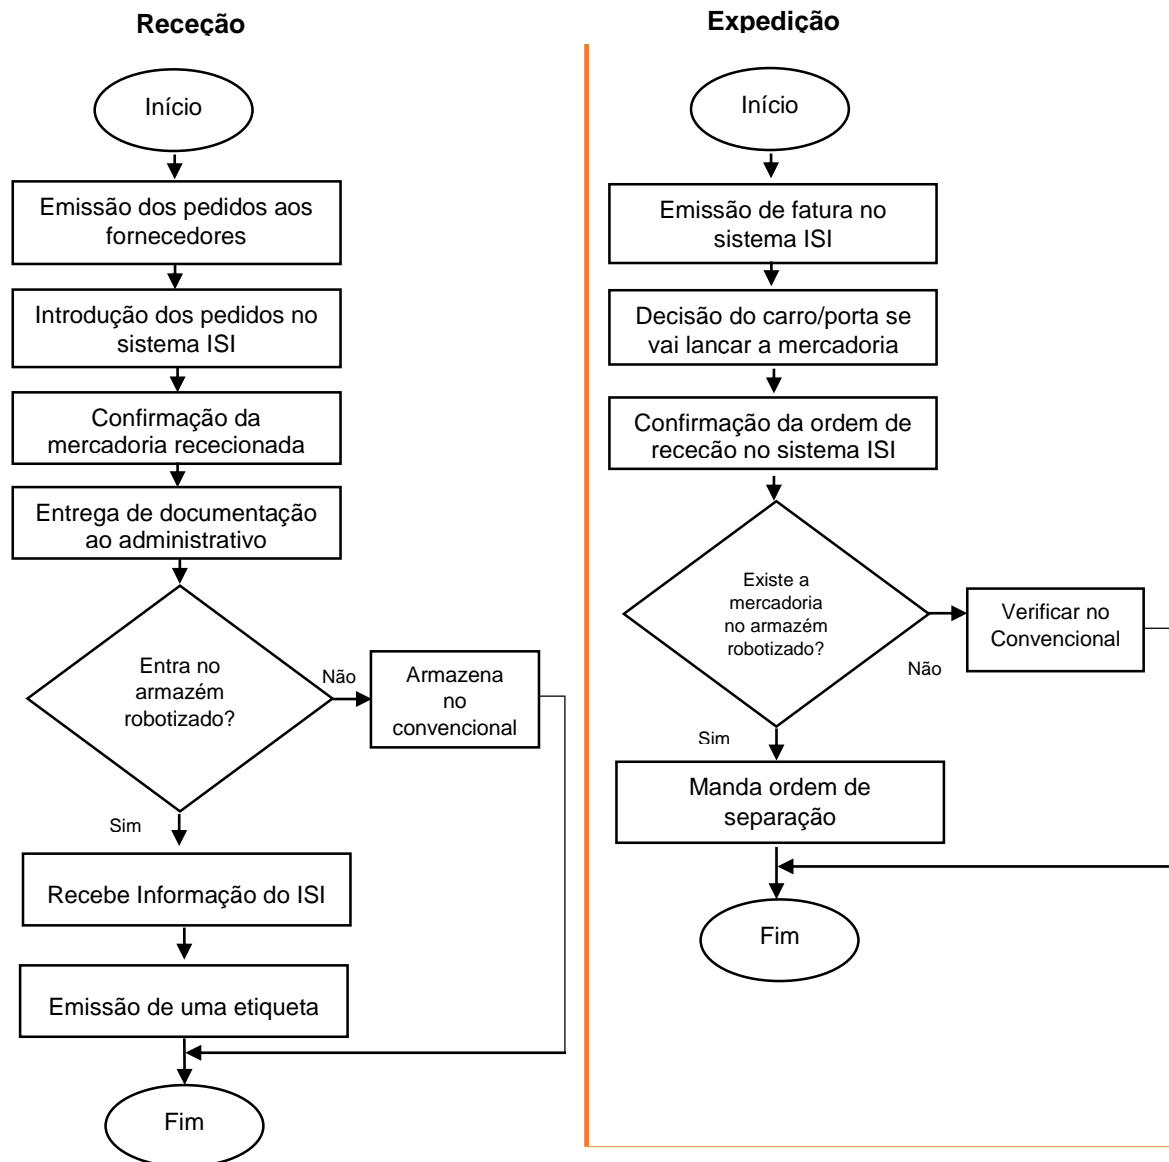 Receção
Início
Emissão dos pedidos aos
fornecedores
Introdução dos pedidos no
sistema ISI
Confirmação da
mercadoria rececionada
Entrega de documentação
ao administrativo
Entra no
armazém
robotizado?
Não
Armazena
no
convencional
Sim
Recebe Informação do ISI
Emissão de uma etiqueta
Fim
Expedição
Início
Emissão de fatura no
sistema ISI
Decisão do carro/porta se
vai lançar a mercadoria
Confirmação da ordem de
receção no sistema ISI
Existe a
mercadoria
no armazém
robotizado?
Não
Verificar no
Convencional
Sim
Manda ordem de
separação
Fim